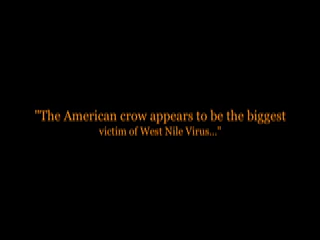 "The American crow appears to be the biggest
victim of West Nile Virus..."